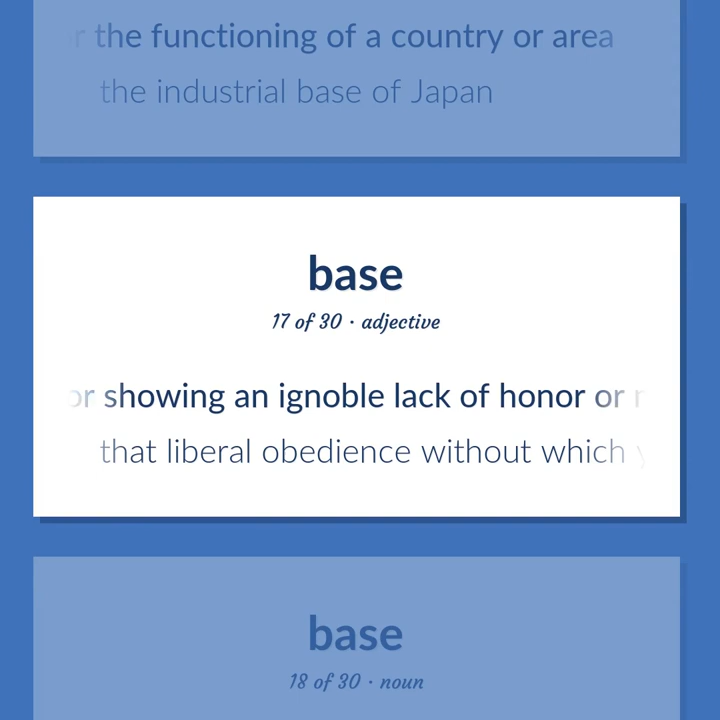 the functioning of a country or area
the industrial base of Japan
base
17 of 30 · adjective
or showing an ignoble lack of honor or
that liberal obedience without which
base
18 of 30 · noun